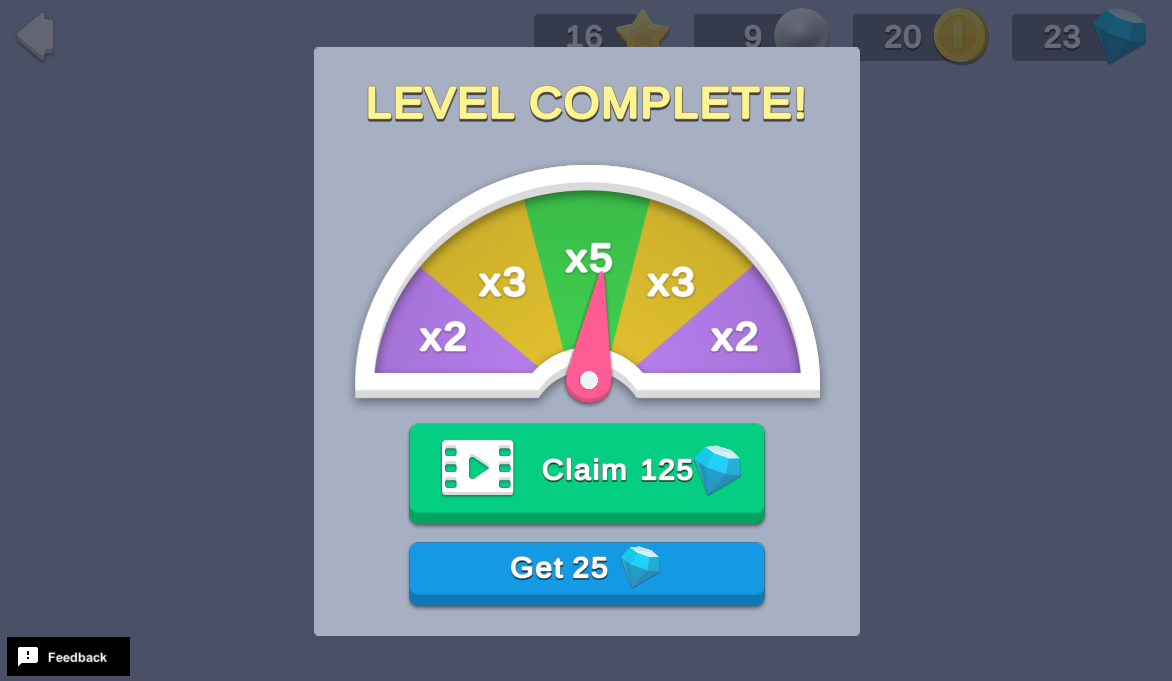 16 9 20 23
LEVEL COMPLETE!
x2 x3 x5 x3 x2
Claim 125
Get 25
Feedback